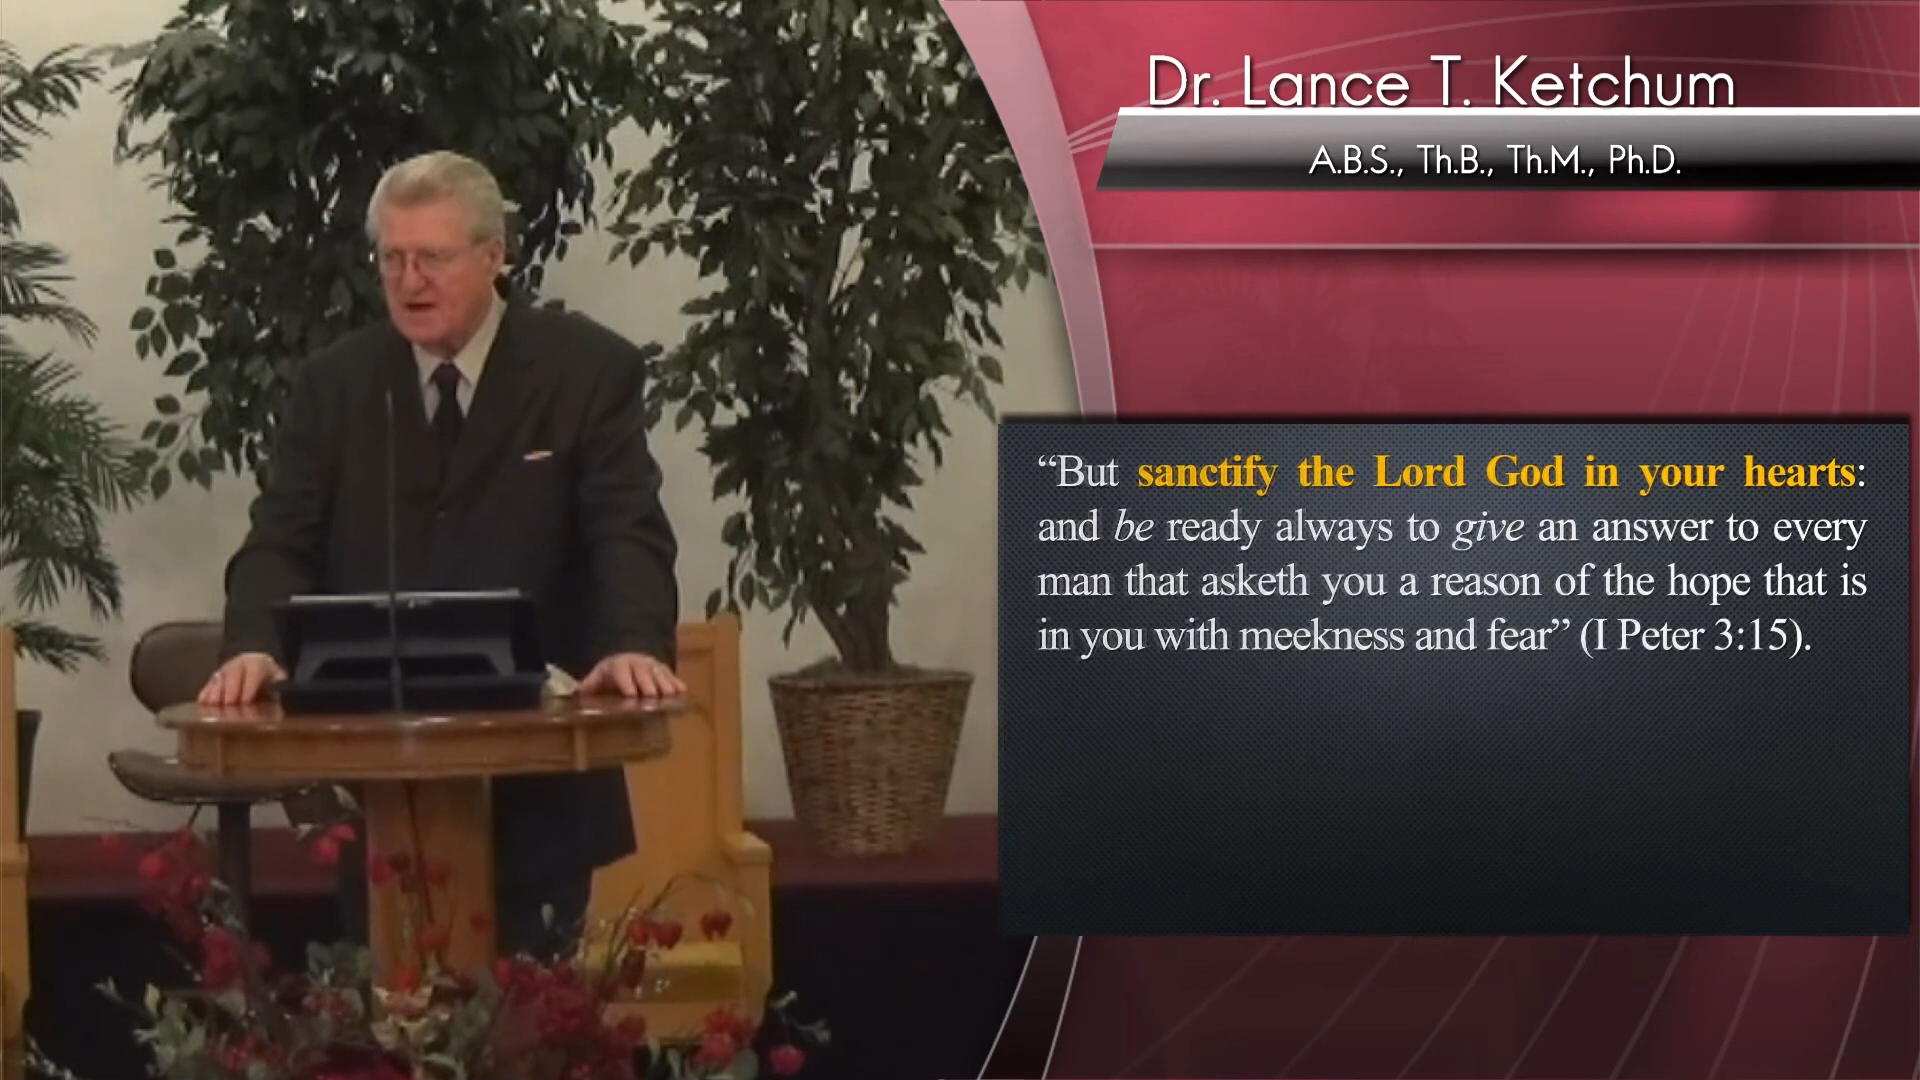 Dr. Lance T. Ketchum
A.B.S., Th.B., Th.M., Ph.D.
“But sanctify the Lord God in your hearts:
and be ready always to give an answer to every
man that asketh you a reason of the hope that is
in you with meekness and fear” (I Peter 3:15).